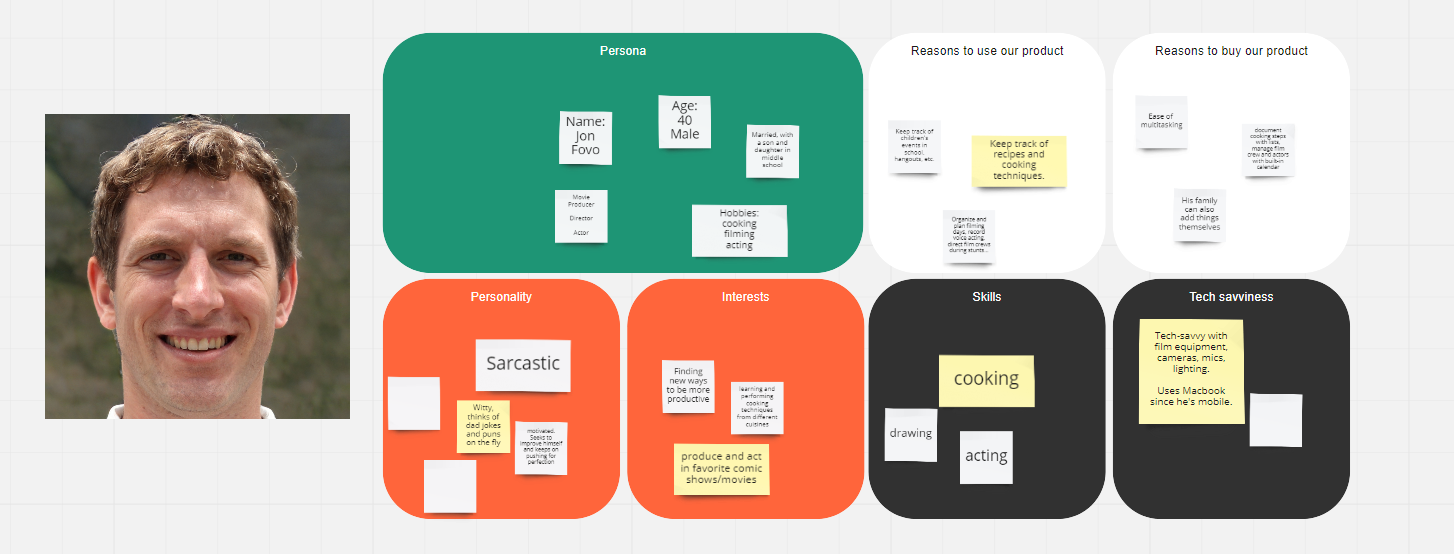 Persona
Name:
Jon
Fovo
Age:
40
Male
Married, with
a son and
daughter in
middle
school
Movie
Producer
Director
Actor
Hobbies:
cooking
filming
acting
Reasons to use our product
Keep track of
children's
events in
school,
hangouts, etc.
Keep track of
recipes and
cooking
techniques.
Organize and
plan filming
days, record
voice acting,
direct film crews
during stunts...
Reasons to buy our product
Ease of
multitasking
document
cooking steps
with lists,
manage film
crew and actors
with built-in
calendar
His family
can also
add things
themselves
Personality
Sarcastic
Witty,
thinks of
dad jokes
and puns
on the fly
motivated.
Seeks to
improve himself
and keeps on
pushing for
perfection
Interests
Finding
new ways
to be more
productive
learning and
performing
cooking
techniques
from different
cuisines
produce and act
in favorite comic
shows/movies
Skills
cooking
drawing
acting
Tech savviness
Tech-savvy with
film equipment,
cameras, mics,
lighting.
Uses Macbook
since he's mobile.